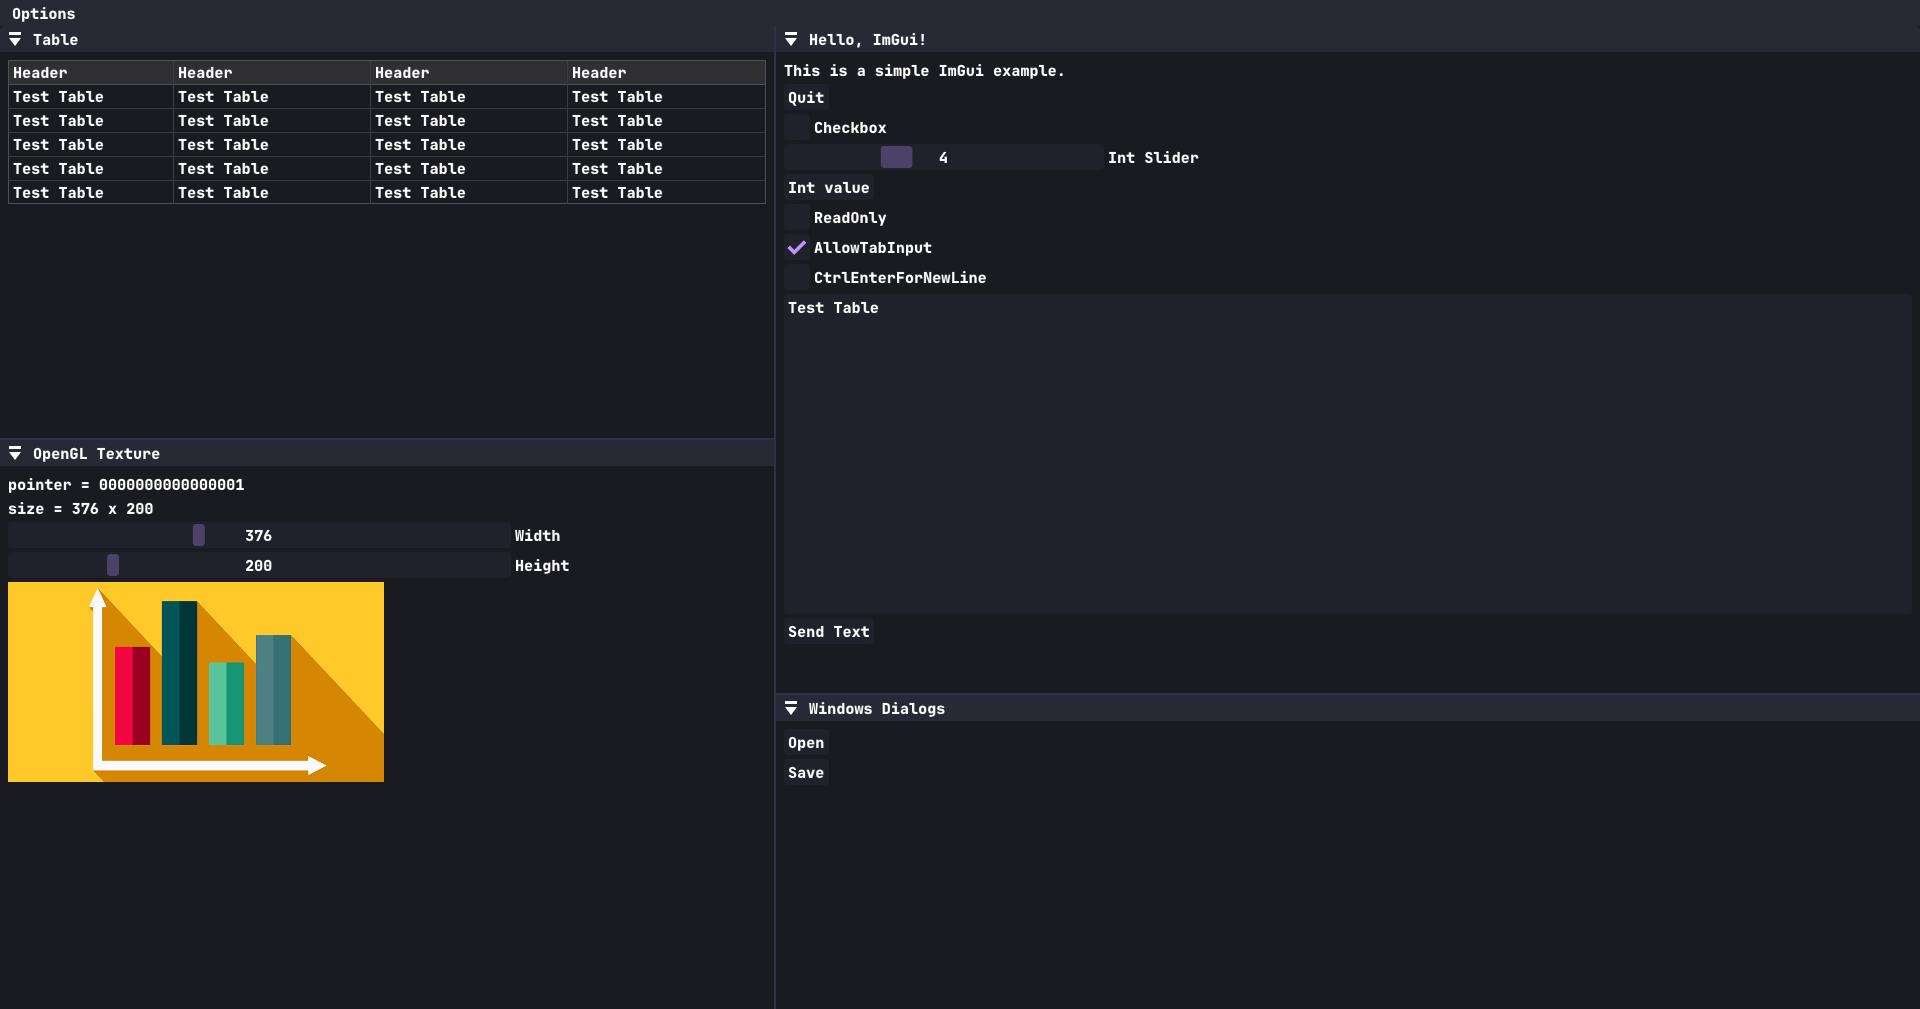 Options
Table
Header Header Header Header
Test Table Test Table Test Table Test Table
Test Table Test Table Test Table Test Table
Test Table Test Table Test Table Test Table
Test Table Test Table Test Table Test Table
Test Table Test Table Test Table Test Table
OpenGL Texture
pointer = 0000000000000001
size = 376 x 200
376 Width
200 Height
Hello, ImGui!
This is a simple ImGui example.
Quit
Checkbox
4 Int Slider
Int value
ReadOnly
AllowTabInput
CtrlEnterForNewLine
Test Table
Send Text
Windows Dialogs
Open
Save